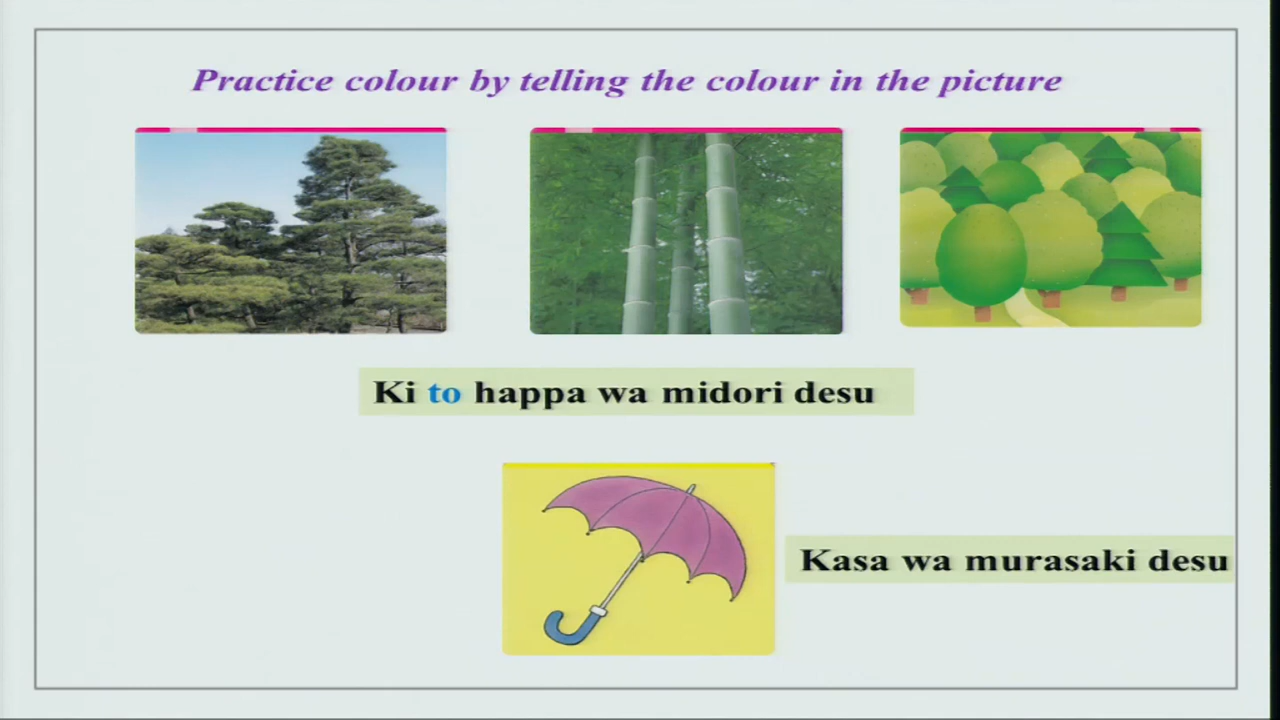 Practice colour by telling the colour in the picture
Ki to happa wa midori desu
Kasa wa murasaki desu